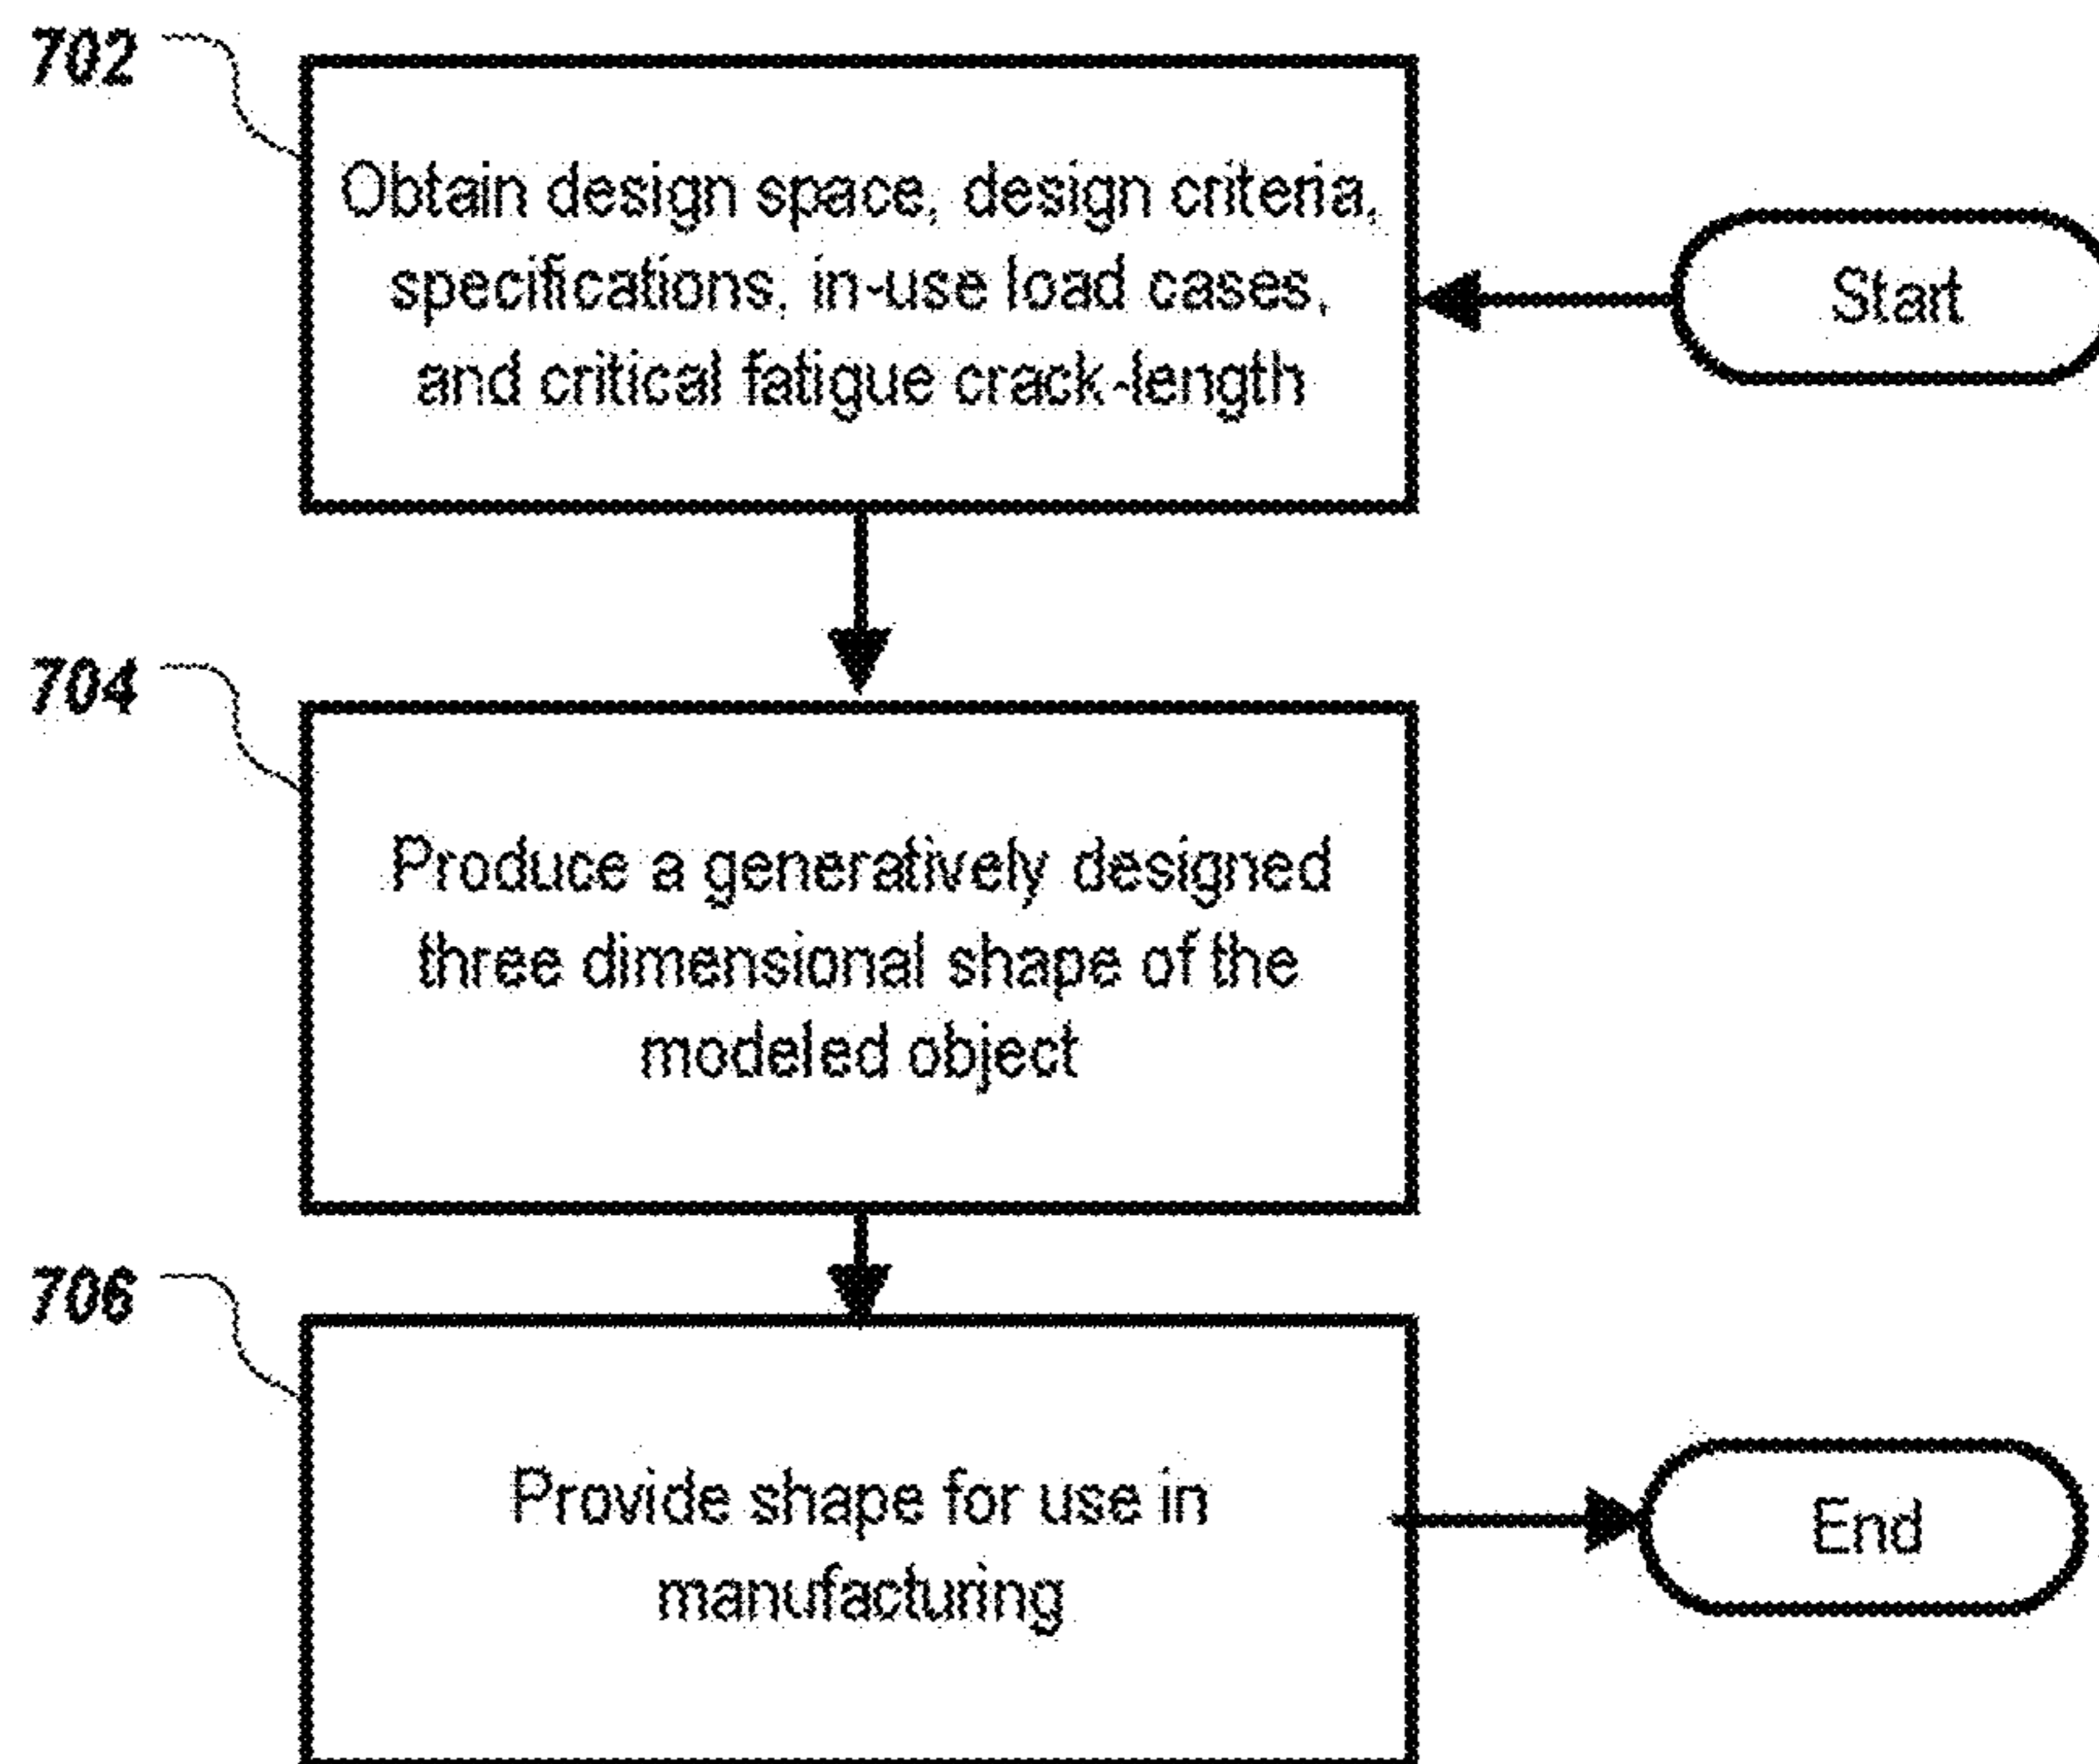 702
Obtain design space, design criteria,
specifications, in-use load cases,
and critical fatigue crack-length
Start
704
Produce a generatively designed
three dimensional shape of the
modeled object
706
Provide shape for use in
manufacturing
End